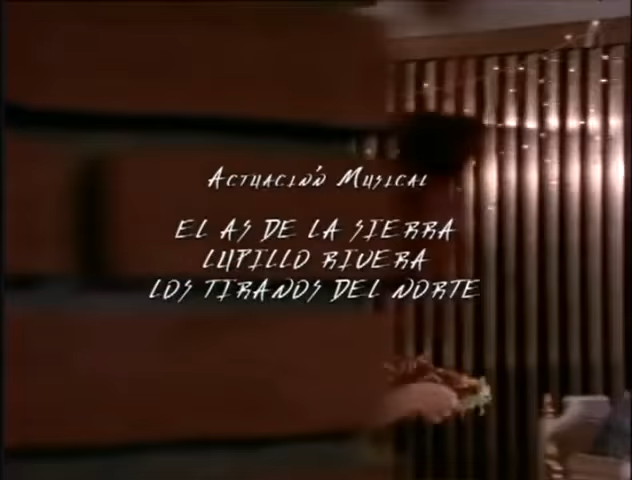 Actuación Musical
EL AS DE LA SIERRA
LUPILLO RIVERA
LOS TIRANOS DEL NORTE